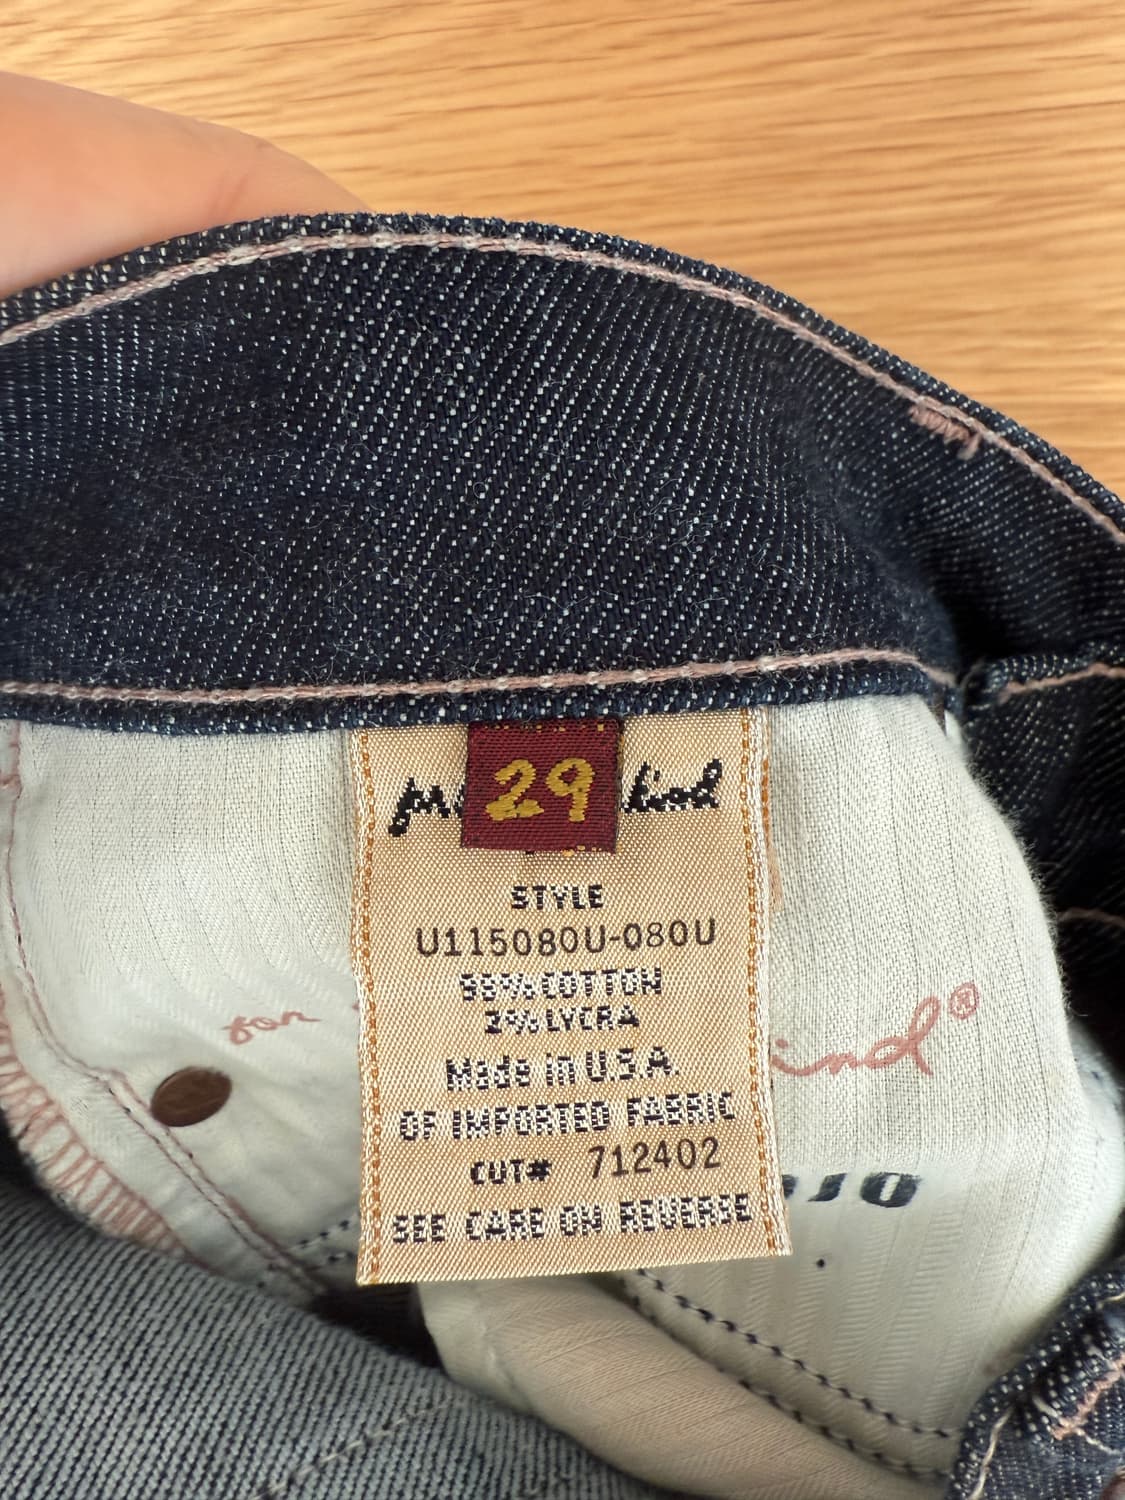 29
STYLE
U115080U-080U
98% COTTON
2% LYCRA
Made in U.S.A.
OF IMPORTED FABRIC
CUT# 712402
SEE CARE ON REVERSE
for